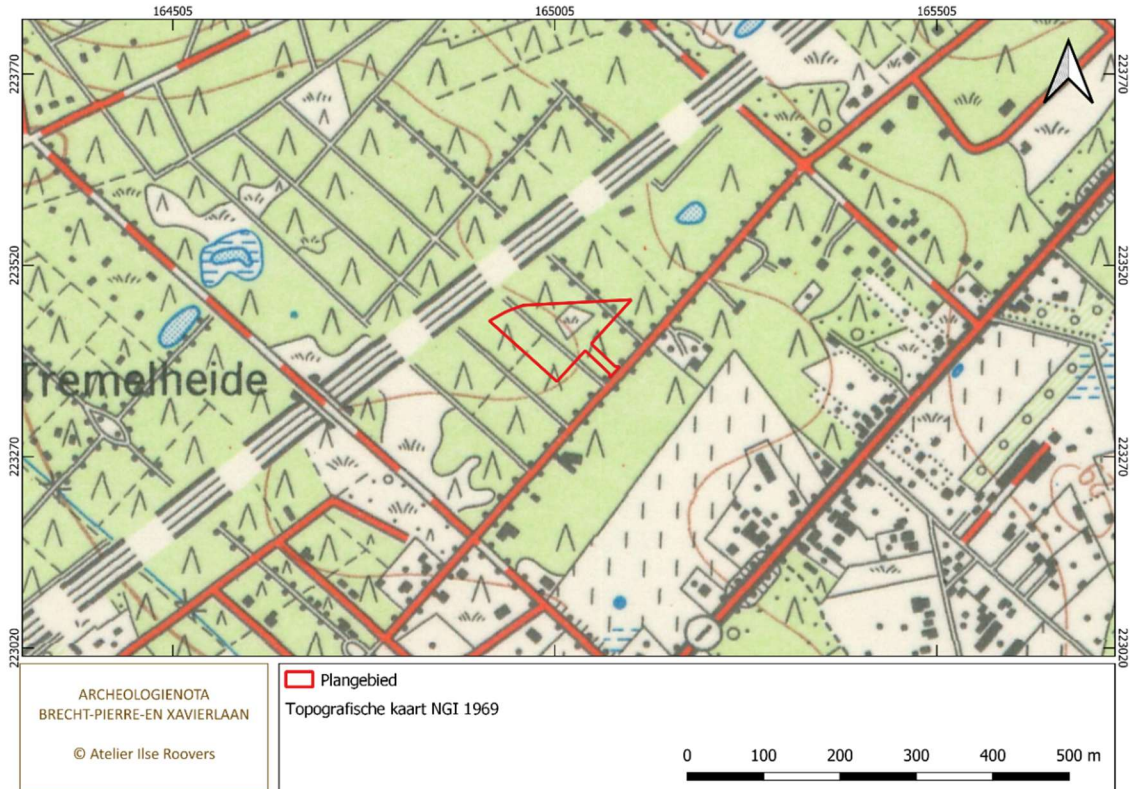 164505
165005
165505
223770
223770
223520
223520
Tremelheide
223270
223270
20
223020
223020
ARCHEOLOGIENOTA
BRECHT-PIERRE-EN XAVIERLAAN
© Atelier Ilse Roovers
Plangebied
Topografische kaart NGI 1969
0 100 200 300 400 500 m